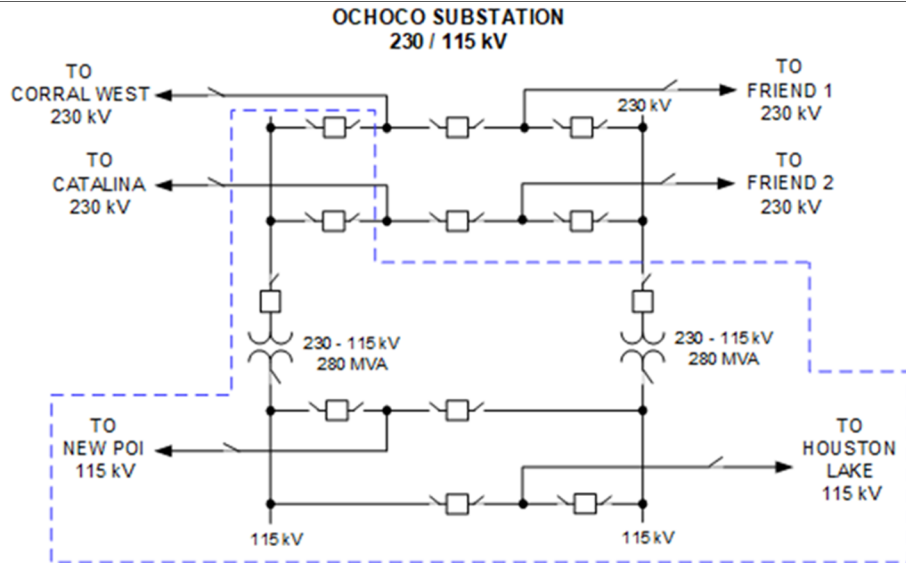 OCHOCO SUBSTATION
230 / 115 kV
TO
CORRAL WEST
230 kV
TO
FRIEND 1
230 kV
230 kV
TO
CATALINA
230 kV
TO
FRIEND 2
230 kV
230 - 115 kV
280 MVA
230 - 115 kV
280 MVA
TO
NEW POI
115 kV
TO
HOUSTON
LAKE
115 kV
115 kV
115 kV